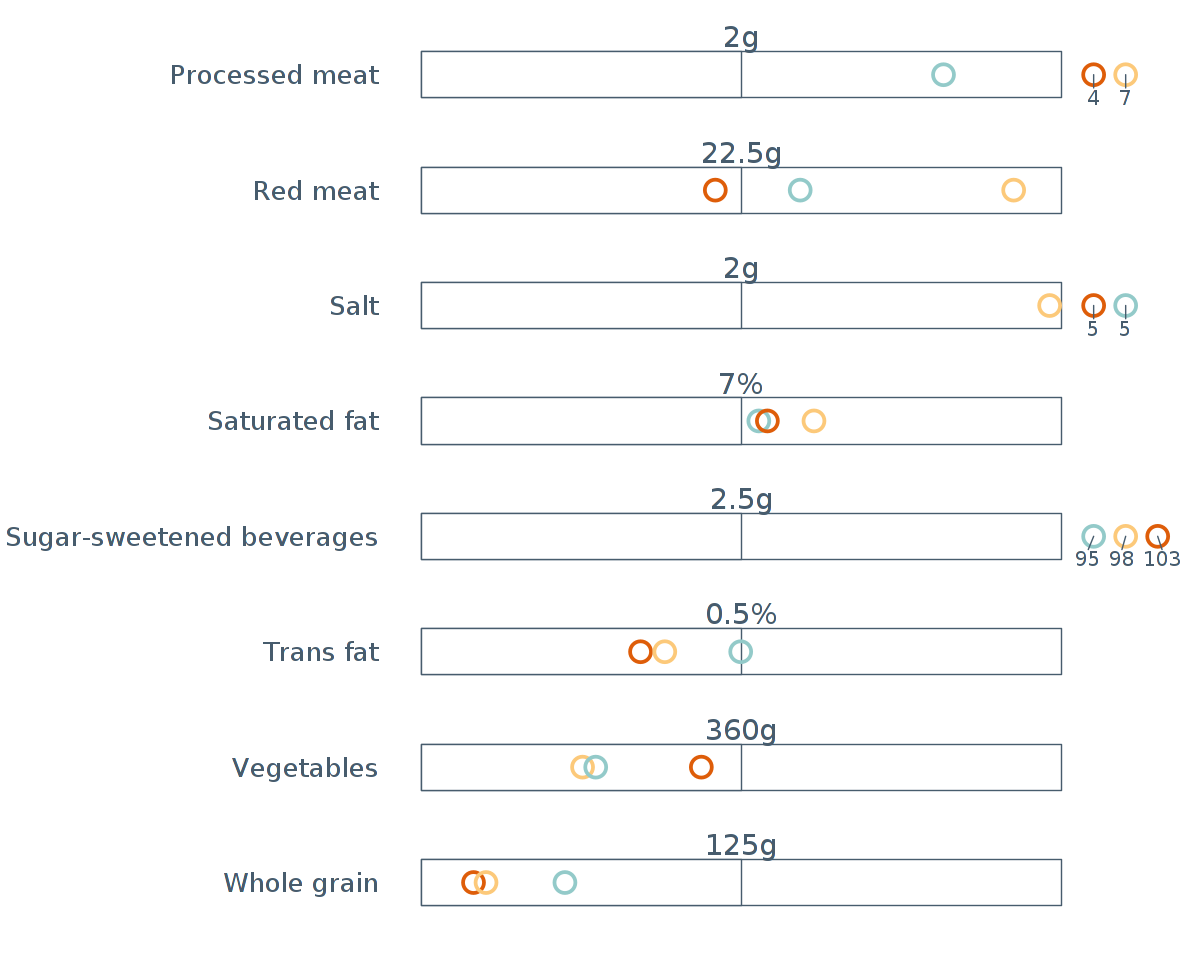 2g
Processed meat
4 7
22.5g
Red meat
2g
Salt
5 5
7%
Saturated fat
2.5g
Sugar-sweetened beverages
95 98 103
0.5%
Trans fat
360g
Vegetables
125g
Whole grain